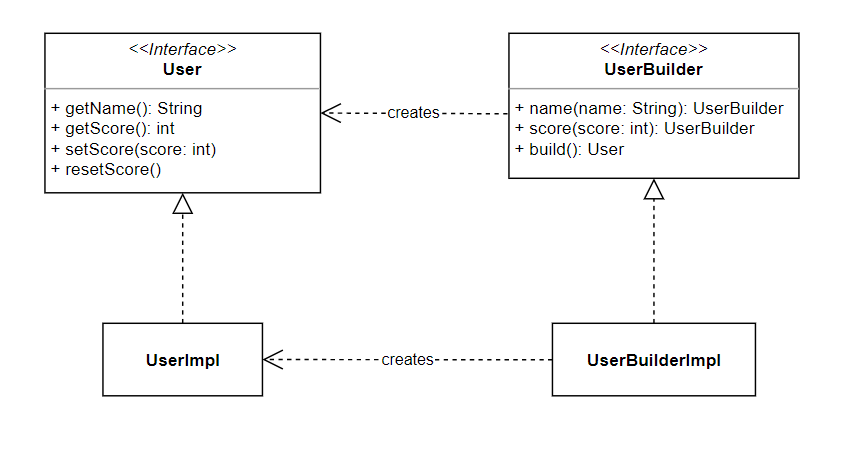 <<Interface>>
User
+ getName(): String
+ getScore(): int
+ setScore(score: int)
+ resetScore()
creates
<<Interface>>
UserBuilder
+ name(name: String): UserBuilder
+ score(score: int): UserBuilder
+ build(): User
UserImpl
creates
UserBuilderImpl